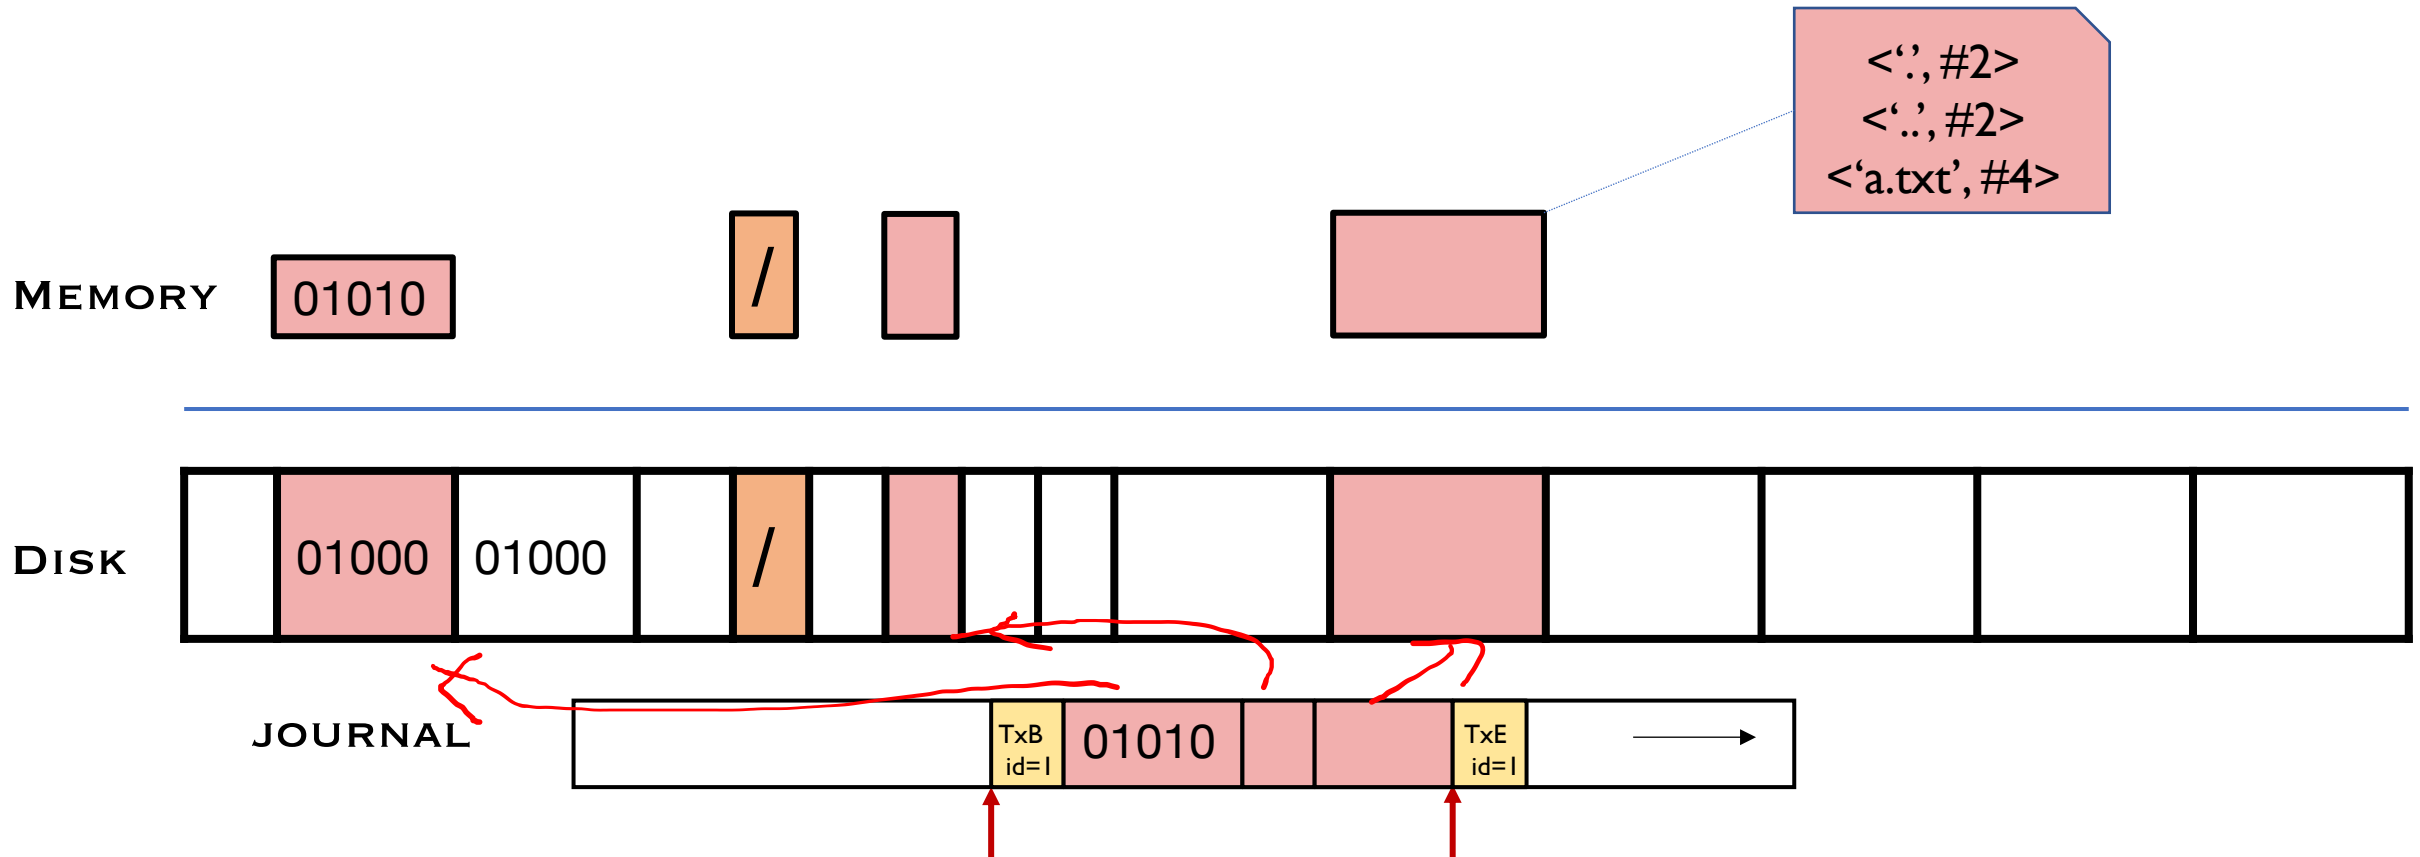 <‘.’, #2>
<‘..’, #2>
<‘a.txt’, #4>
MEMORY
01010
/
DISK
01000
01000
/
JOURNAL
TxB
id=1
01010
TxE
id=1